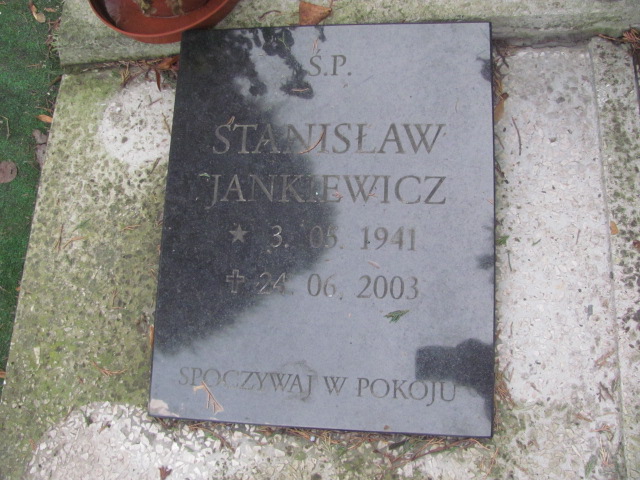 Ś.P.
STANISŁAW
JANKIEWICZ
* 3. 05. 1941
✝ 24. 06. 2003
SPOCZYWAJ W POKOJU